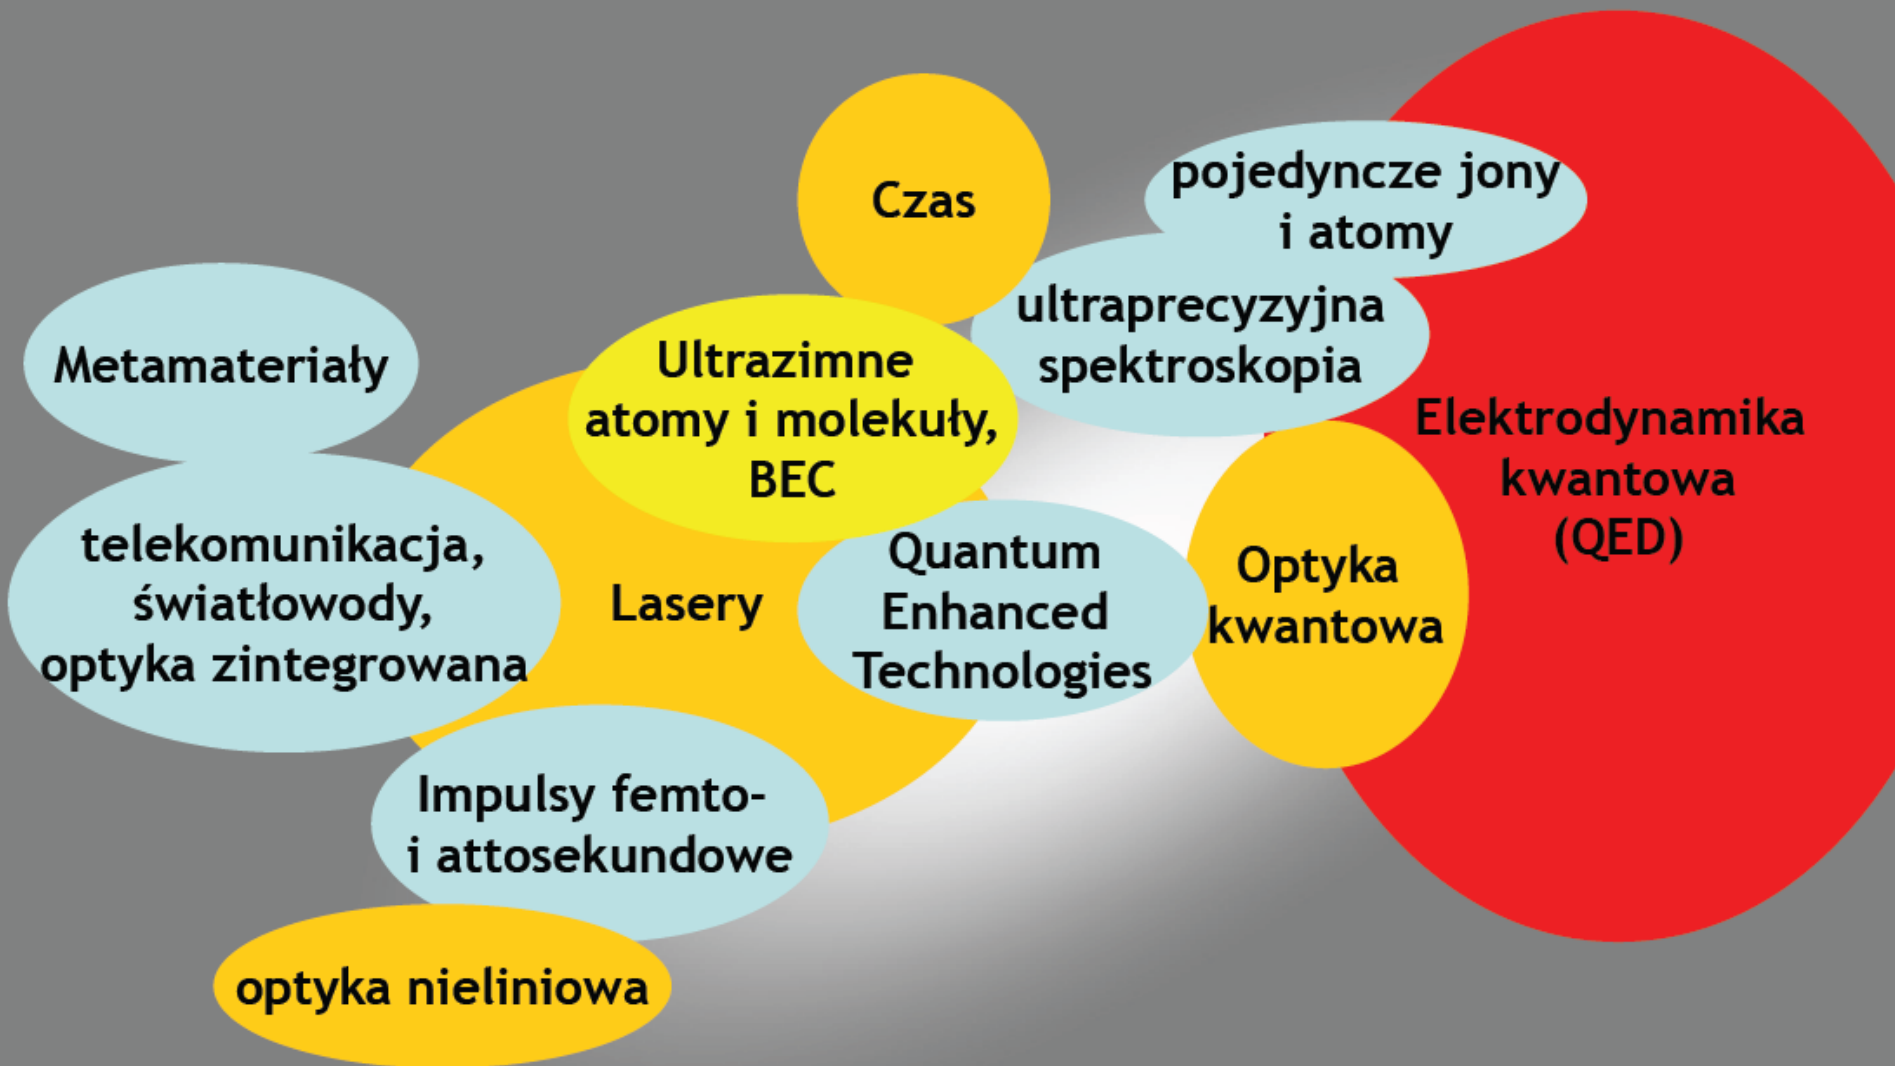 Czas
pojedyncze jony
i atomy
ultraprecyzyjna
spektroskopia
Metamateriały
Ultrazimne
atomy i molekuły,
BEC
Elektrodynamika
kwantowa
(QED)
telekomunikacja,
światłowody,
optyka zintegrowana
Lasery
Quantum
Enhanced
Technologies
Optyka
kwantowa
Impulsy femto-
i attosekundowe
optyka nieliniowa